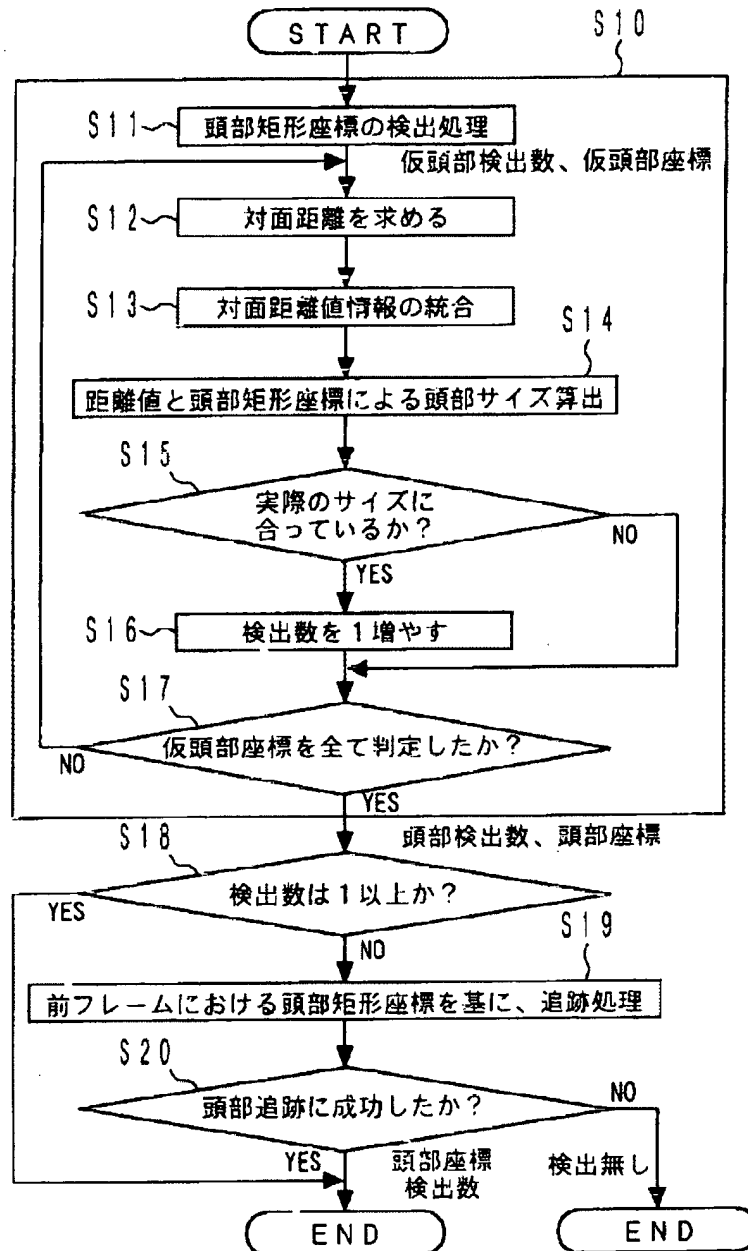 START
S10
S11
頭部矩形座標の検出処理
仮頭部検出数、仮頭部座標
S12
対面距離を求める
S13
対面距離値情報の統合
S14
距離値と頭部矩形座標による頭部サイズ算出
S15
実際のサイズに
合っているか?
NO
YES
S16
検出数を1増やす
S17
仮頭部座標を全て判定したか?
NO
YES
頭部検出数、頭部座標
S18
検出数は1以上か?
YES
NO
S19
前フレームにおける頭部矩形座標を基に、追跡処理
S20
頭部追跡に成功したか?
NO
YES
頭部座標
検出数
検出無し
END
END